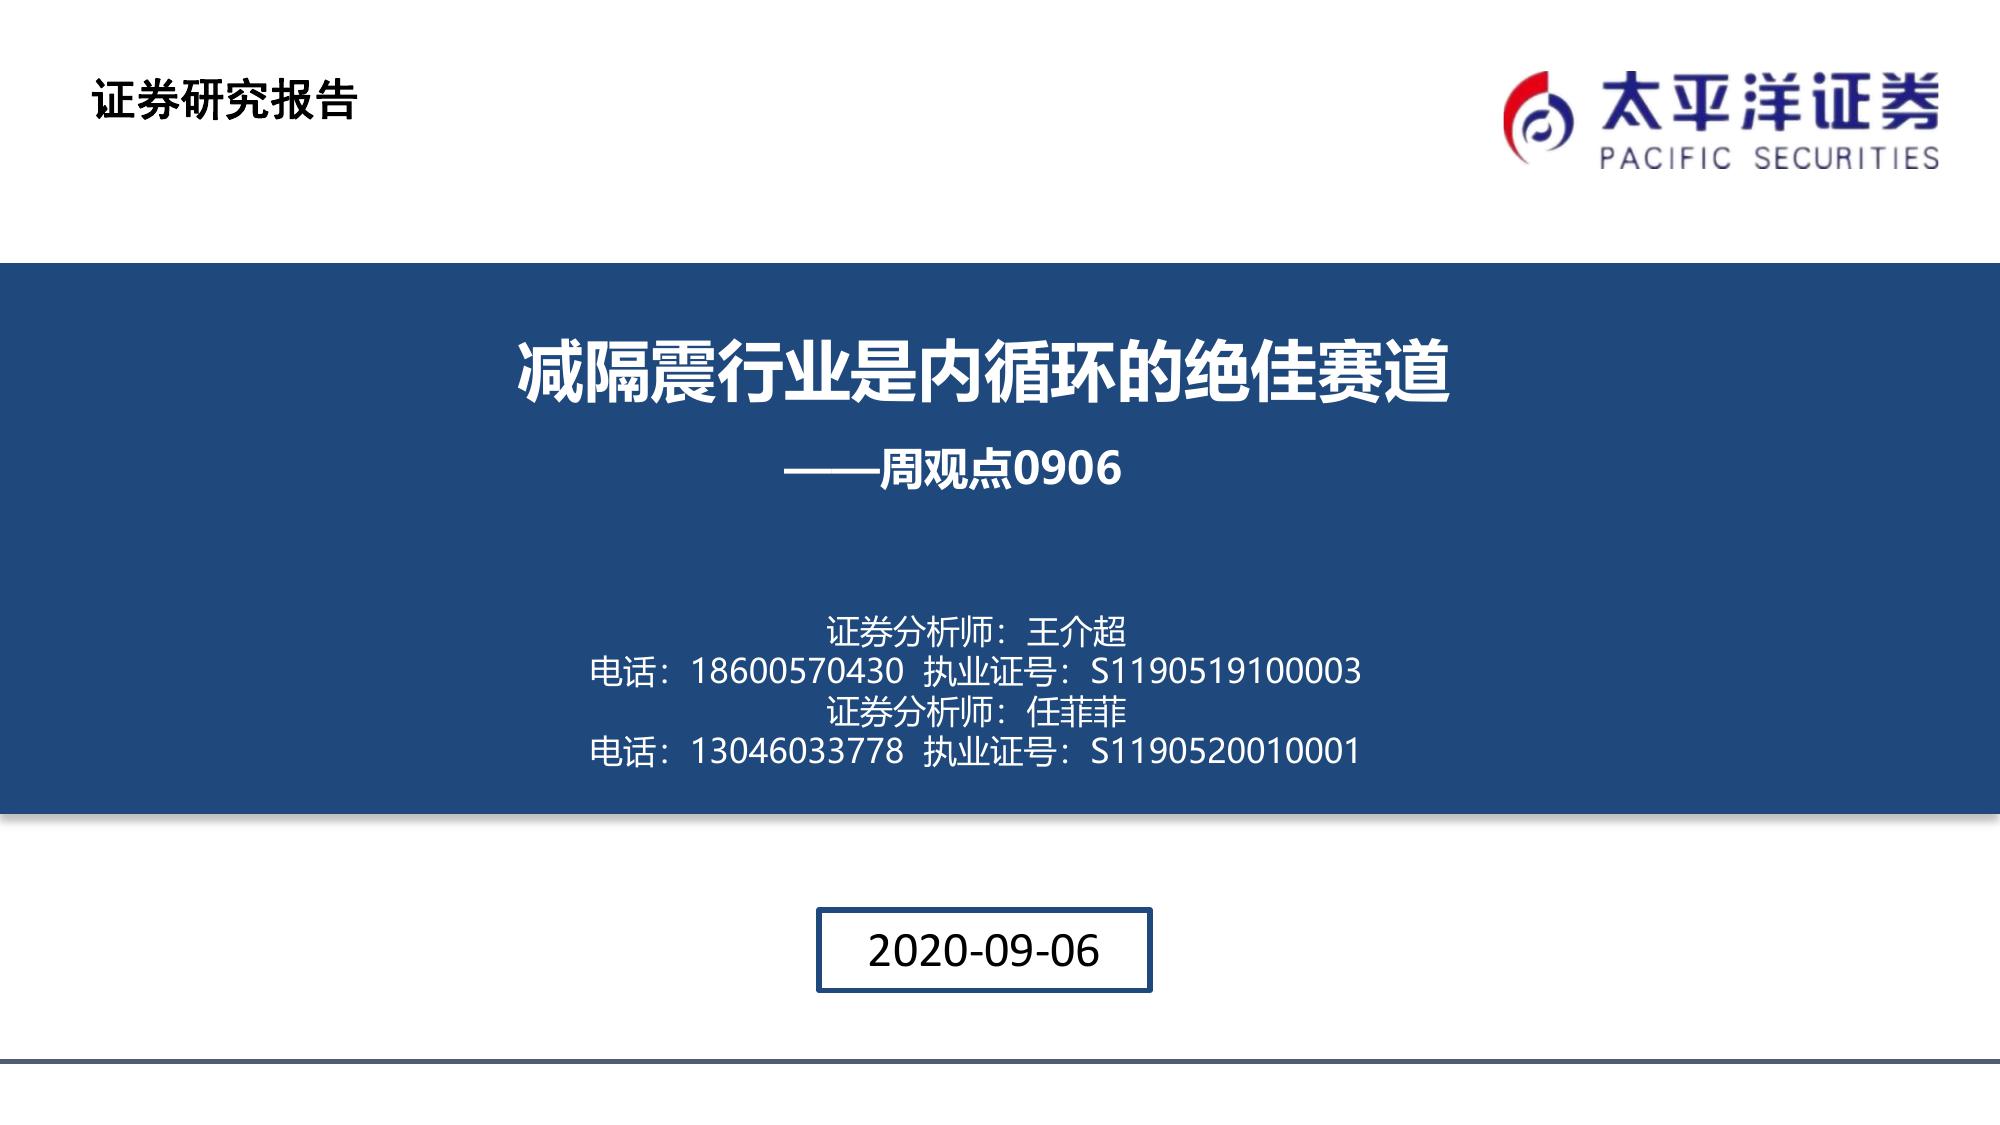 证券研究报告
太平洋证券
PACIFIC SECURITIES
减隔震行业是内循环的绝佳赛道
——周观点0906
证券分析师：王介超
电话：18600570430 执业证号：S1190519100003
证券分析师：任菲菲
电话：13046033778 执业证号：S1190520010001
2020-09-06